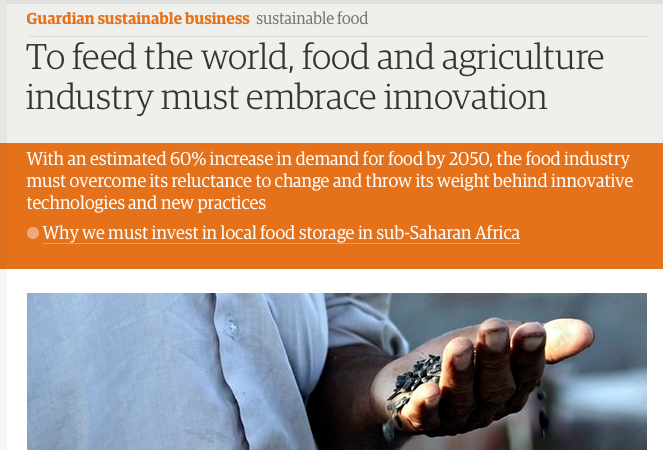 Guardian sustainable business sustainable food
To feed the world, food and agriculture
industry must embrace innovation
With an estimated 60% increase in demand for food by 2050, the food industry
must overcome its reluctance to change and throw its weight behind innovative
technologies and new practices
Why we must invest in local food storage in sub-Saharan Africa